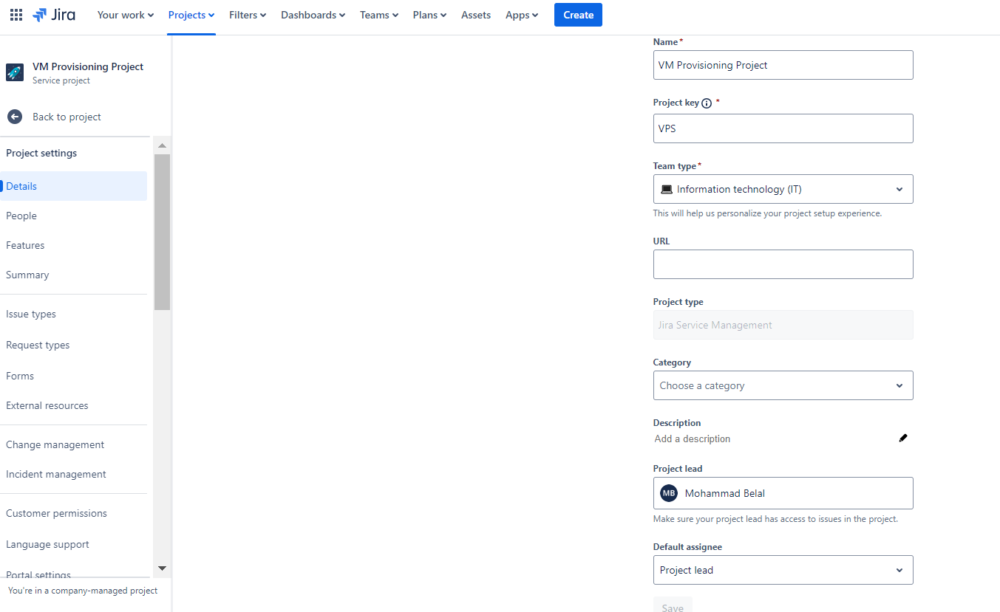 Jira
Your work
Projects
Filters
Dashboards
Teams
Plans
Assets
Apps
Create
VM Provisioning Project
Service project
Back to project
Project settings
Details
People
Features
Summary
Issue types
Request types
Forms
External resources
Change management
Incident management
Customer permissions
Language support
Portal settings
You're in a company-managed project
Name*
VM Provisioning Project
Project key *
VPS
Team type*
Information technology (IT)
This will help us personalize your project setup experience.
URL
Project type
Jira Service Management
Category
Choose a category
Description
Add a description
Project lead
MB Mohammad Belal
Make sure your project lead has access to issues in the project.
Default assignee
Project lead
Save